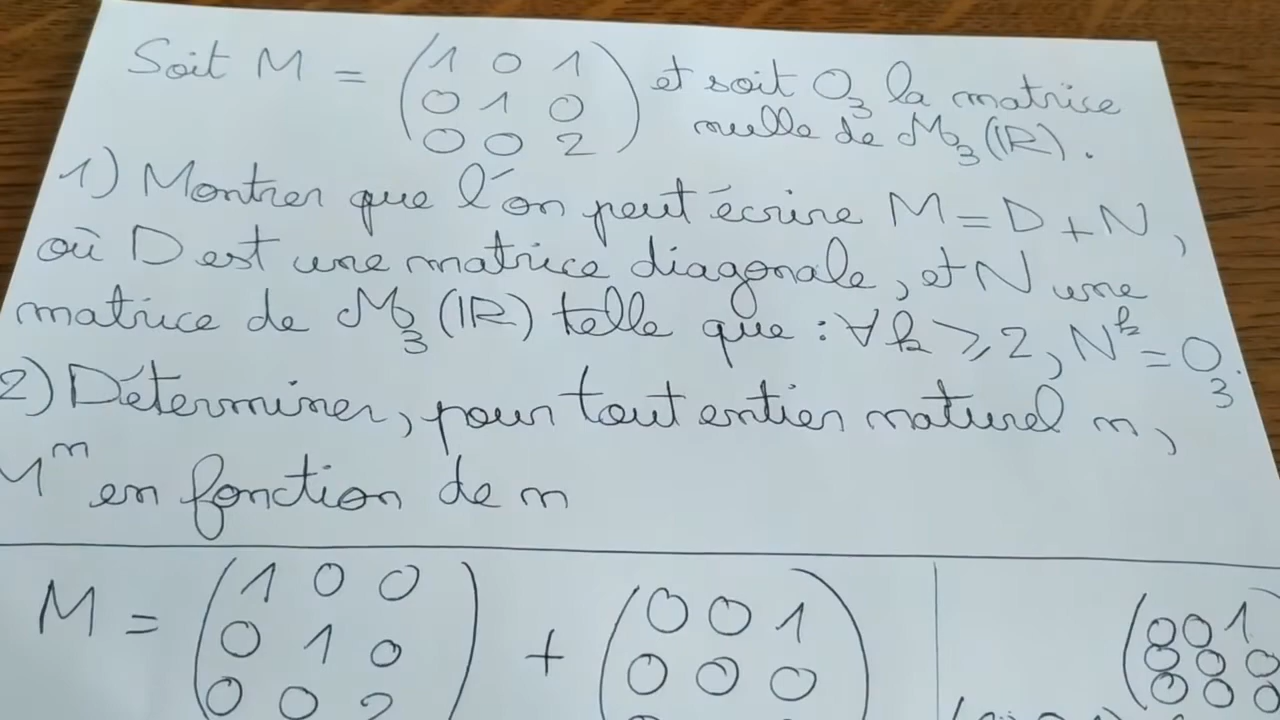 Soit M = (1 0 1
0 1 0
0 0 2) et soit O₃ la matrice
nulle de M₃(IR).
1) Montrer que l'on peut écrire M = D + N,
où D est une matrice diagonale, et N une
matrice de M₃(IR) telle que : ∀k ⩾ 2, Nᵏ = O₃.
2) Déterminer, pour tout entier naturel n,
Mⁿ en fonction de n
M = (1 0 0
0 1 0
0 0 2
+ (0 0 1)
0 0 0
(0 0 1
0 0 0
0 0 0